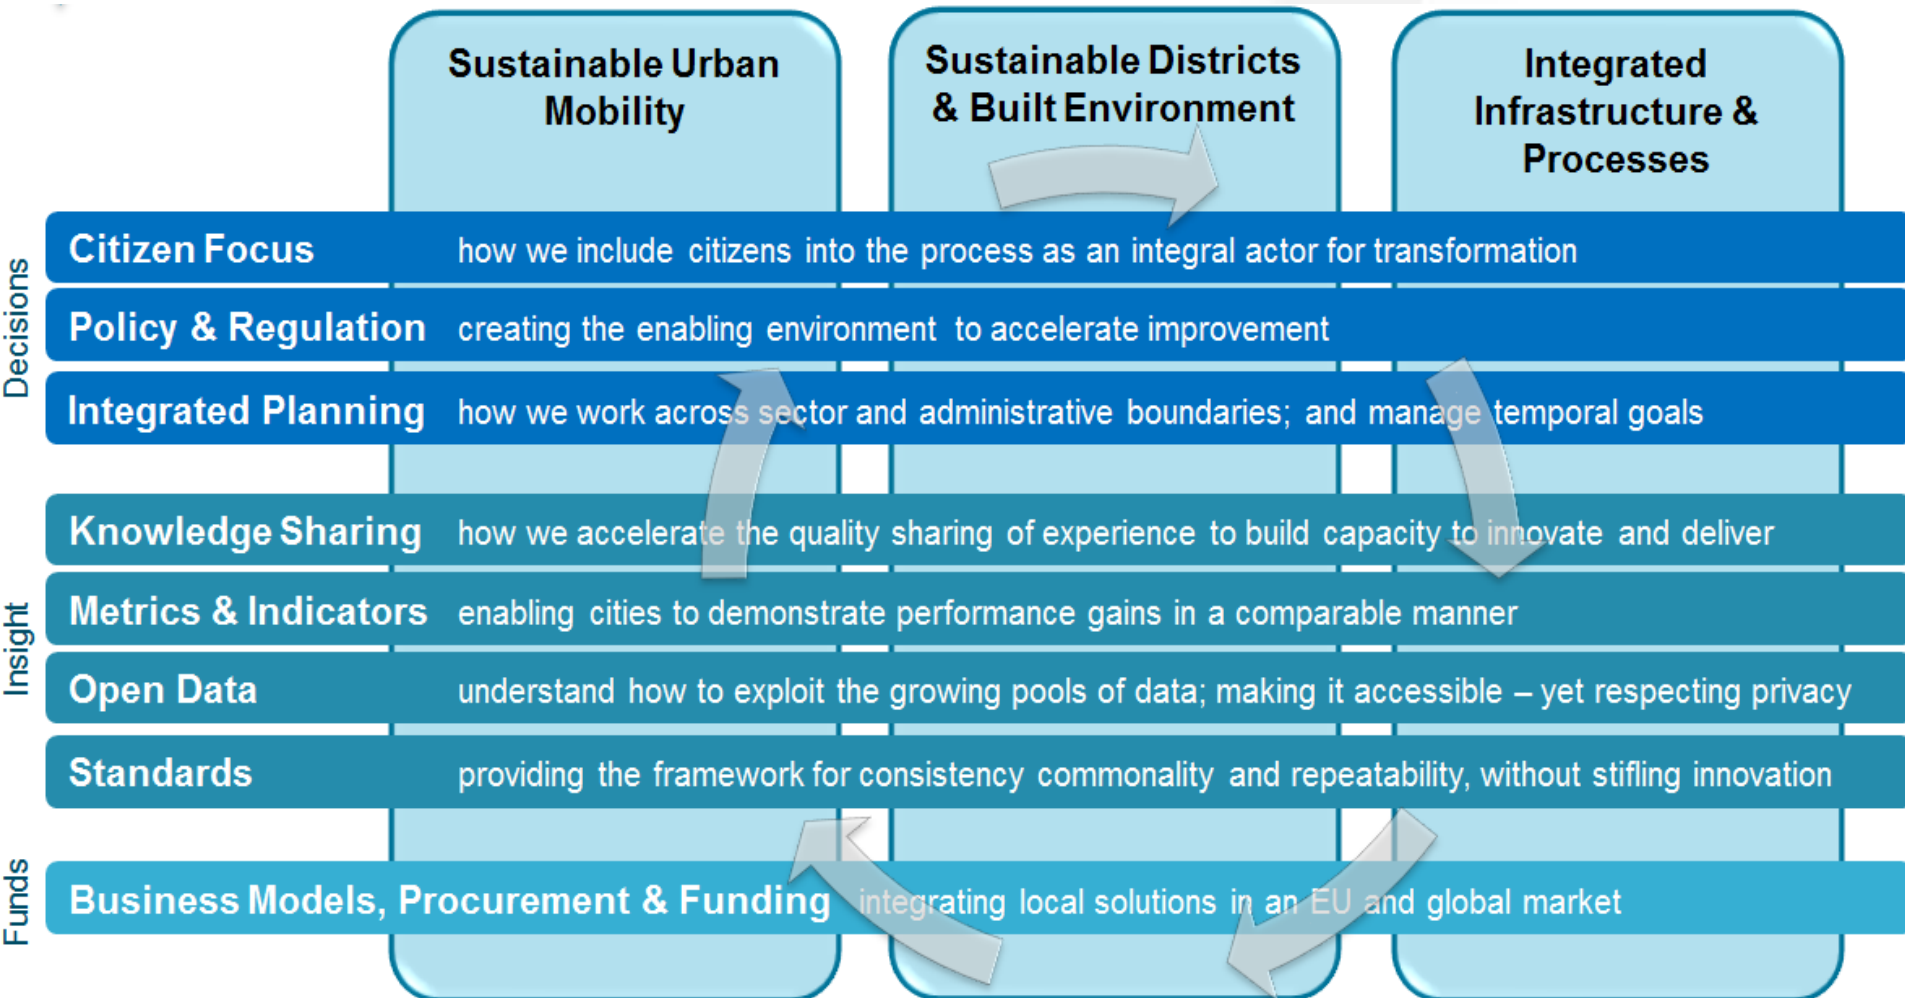 Sustainable Urban
Mobility
Sustainable Districts
& Built Environment
Integrated
Infrastructure &
Processes
Decisions
Citizen Focus how we include citizens into the process as an integral actor for transformation
Policy & Regulation creating the enabling environment to accelerate improvement
Integrated Planning how we work across sector and administrative boundaries; and manage temporal goals
Insight
Knowledge Sharing how we accelerate the quality sharing of experience to build capacity to innovate and deliver
Metrics & Indicators enabling cities to demonstrate performance gains in a comparable manner
Open Data understand how to exploit the growing pools of data; making it accessible – yet respecting privacy
Standards providing the framework for consistency commonality and repeatability, without stifling innovation
Funds
Business Models, Procurement & Funding integrating local solutions in an EU and global market